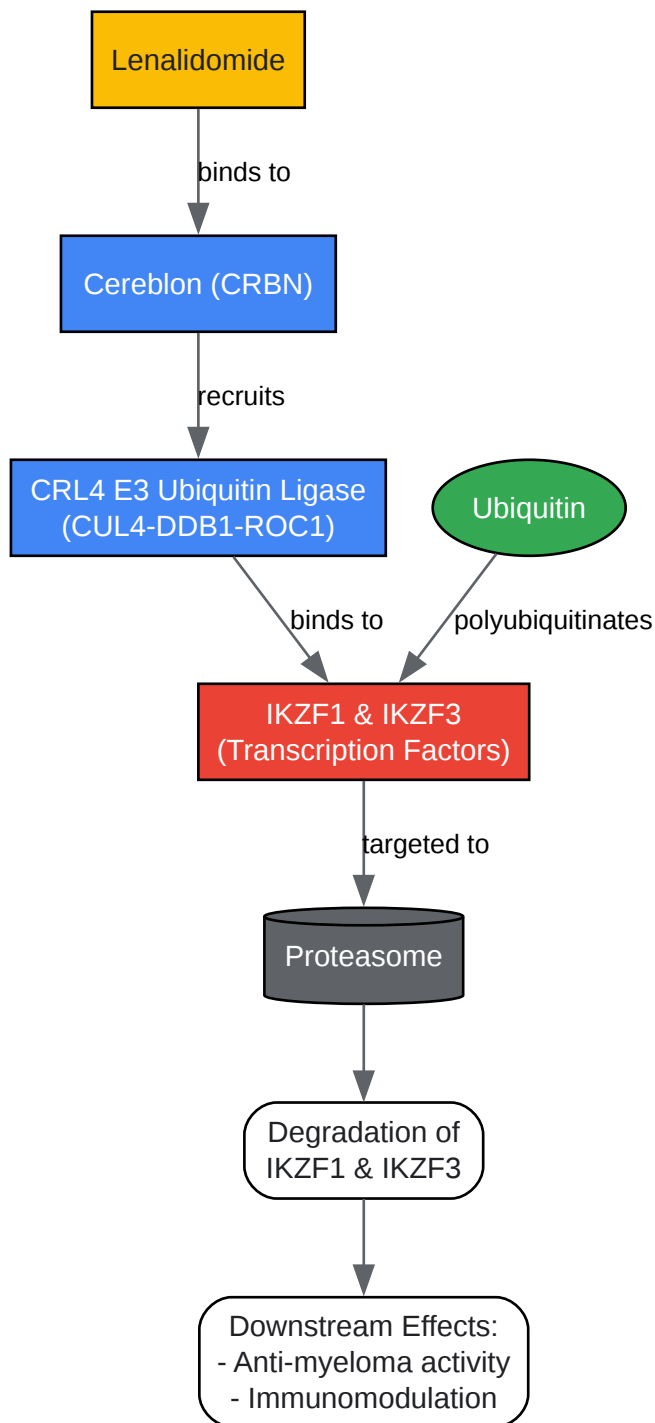 Lenalidomide
binds to
Cereblon (CRBN)
recruits
CRL4 E3 Ubiquitin Ligase
(CUL4-DDB1-ROC1)
Ubiquitin
binds to
polyubiquitinates
IKZF1 & IKZF3
(Transcription Factors)
targeted to
Proteasome
Degradation of
IKZF1 & IKZF3
Downstream Effects:
- Anti-myeloma activity
- Immunomodulation